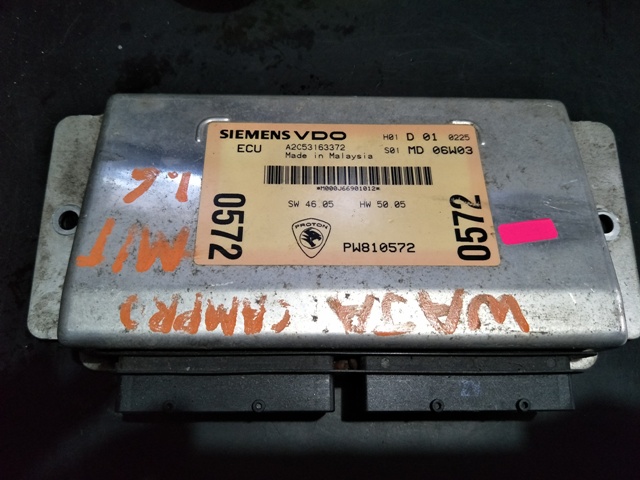 SIEMENS VDO
H01 D 01 0225
ECU A2C53163372
S01 MD 06W03
Made in Malaysia
*M000J66901012*
SW 46.05 HW 50 05
0572
0572
PROTON
PW810572
1.6
M/T
WAJA
CAMPRO